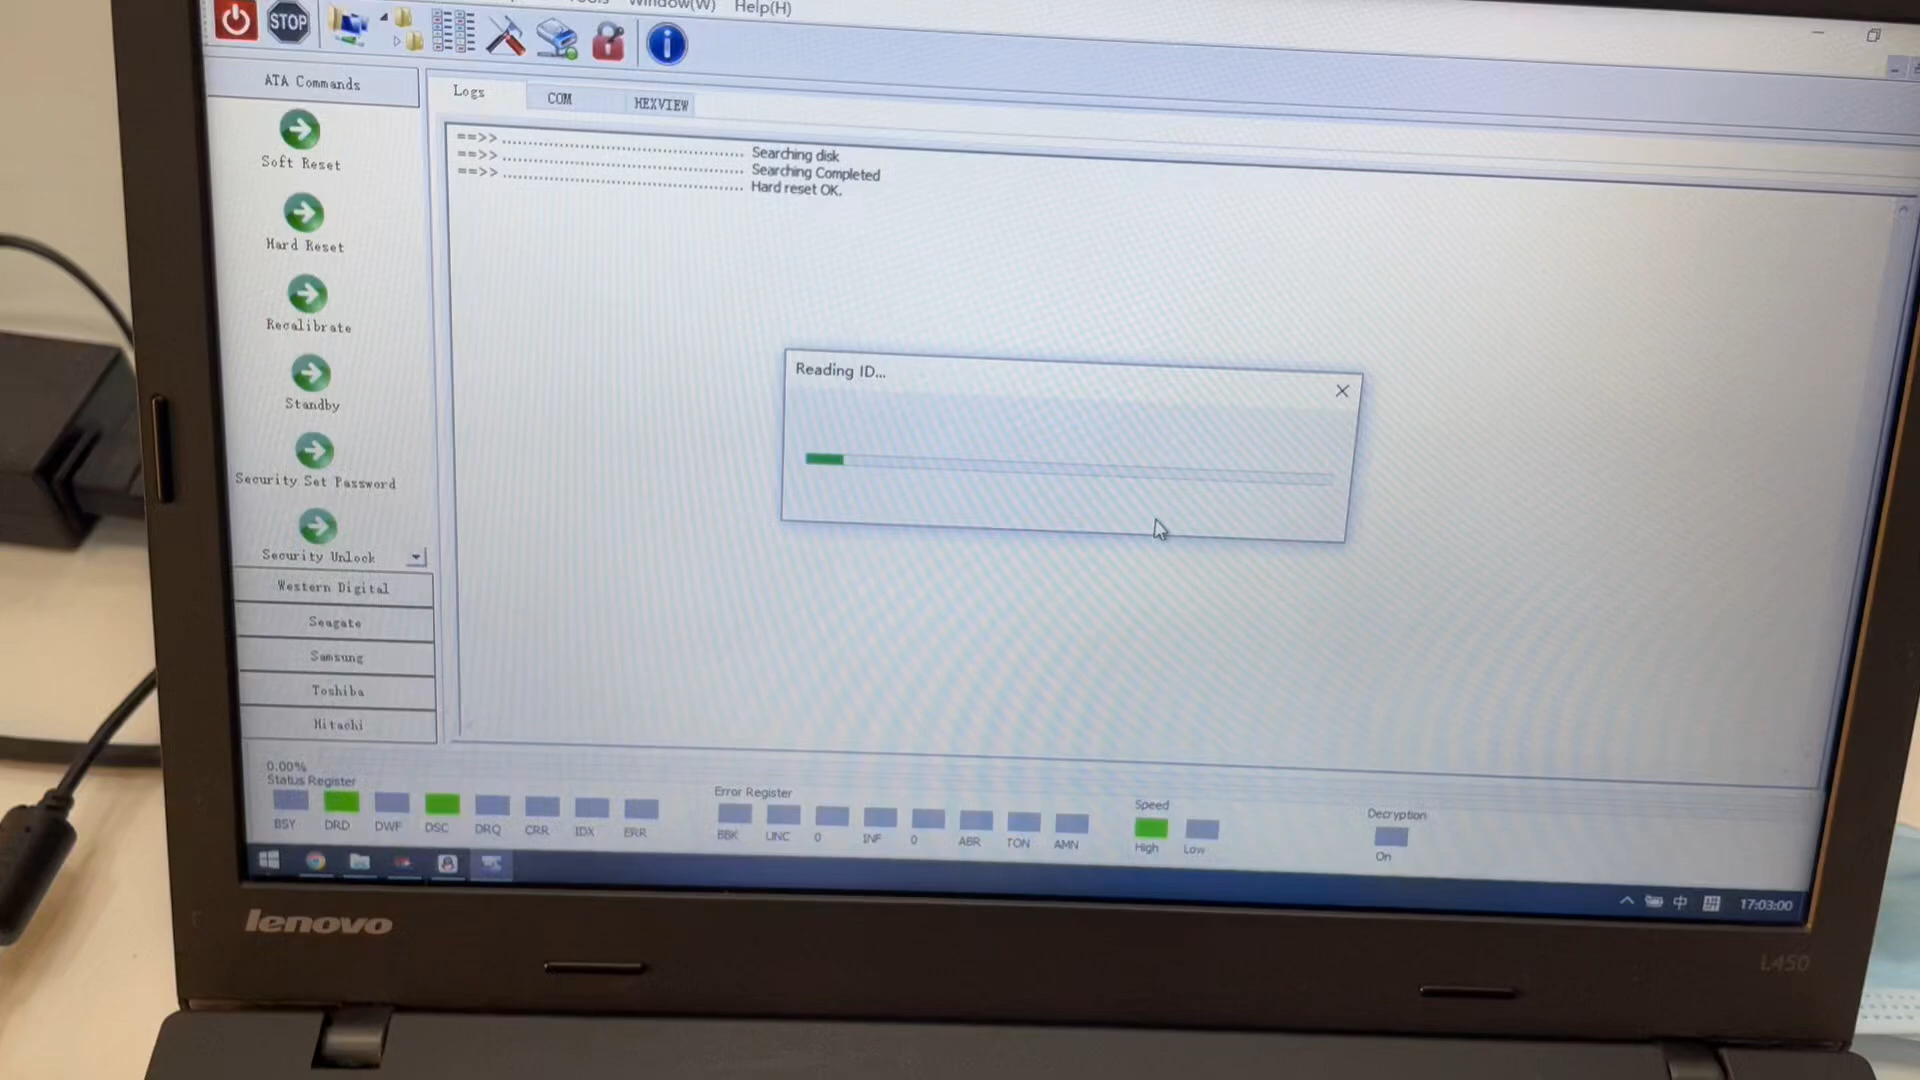 Window(W) Help(H)
STOP
ATA Commands
Logs
COM
HEXVIEW
Soft Reset
Hard Reset
Recalibrate
Standby
Security Set Password
Security Unlock
Western Digital
Seagate
Samsung
Toshiba
Hitachi
==>> ................................................ Searching disk
==>> ................................................ Searching Completed
==>> ................................................ Hard reset OK.
Reading ID...
0.00%
Status Register
BSY DRD DWF DSC DRQ CRR IDX ERR
Error Register
BBK UNC 0 INF 0 ABR TON AMN
Speed
High Low
Decryption
On
中 拼 17:03:00
lenovo
L450